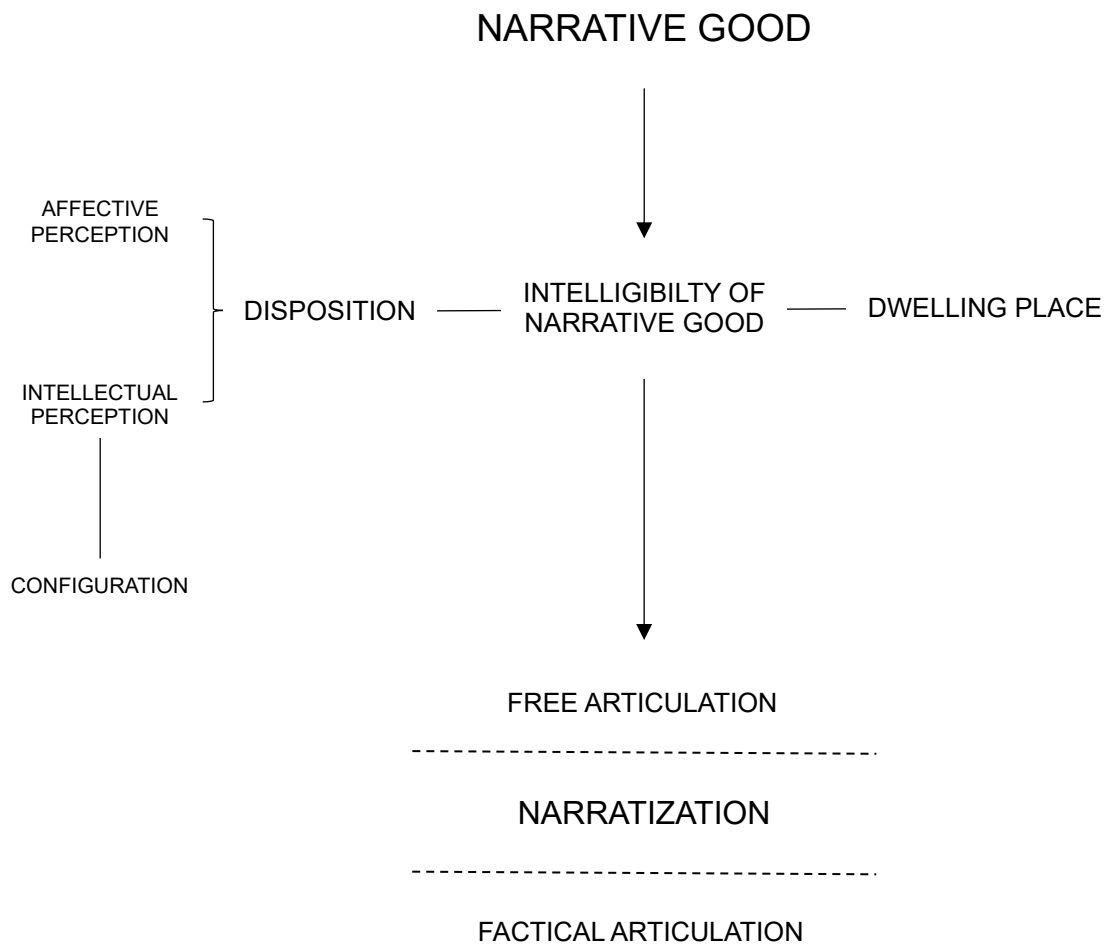 NARRATIVE GOOD
AFFECTIVE
PERCEPTION
DISPOSITION
INTELLIGIBILTY OF
NARRATIVE GOOD
DWELLING PLACE
INTELLECTUAL
PERCEPTION
CONFIGURATION
FREE ARTICULATION
NARRATIZATION
FACTICAL ARTICULATION